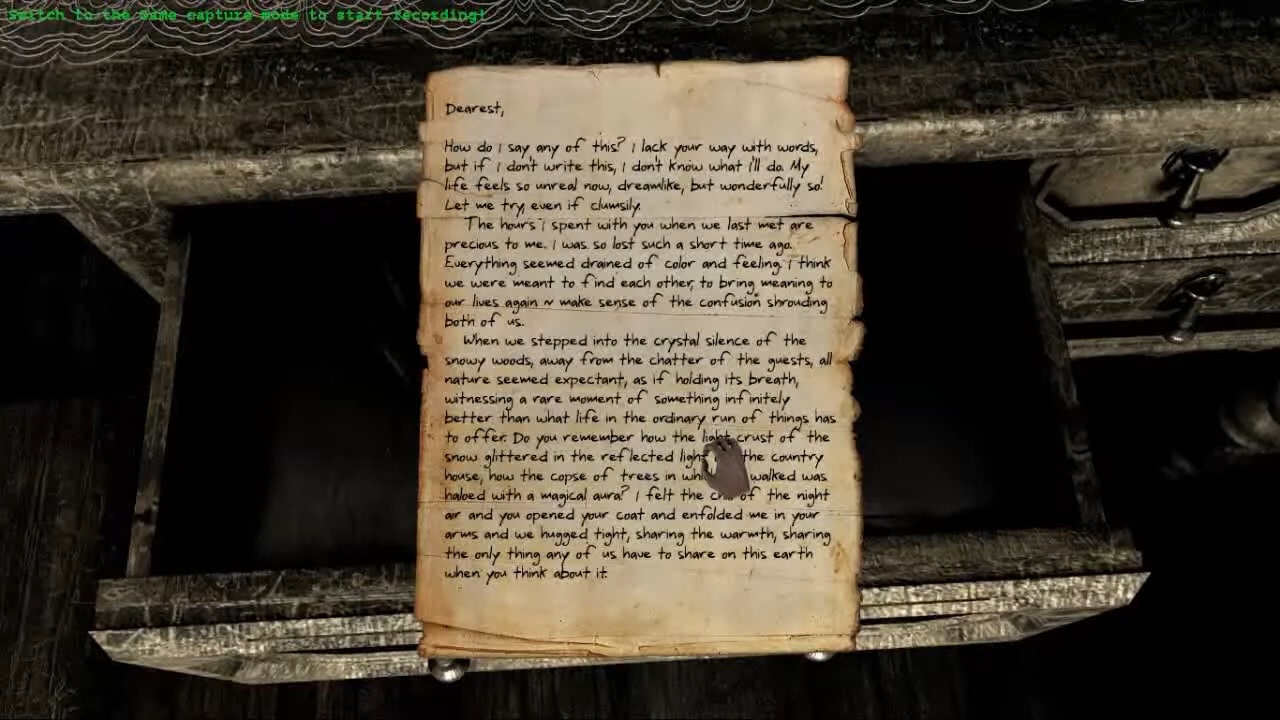 Switch to the game capture mode to start recording!
Dearest,
How do I say any of this? I lack your way with words,
but if I don't write this, I don't know what I'll do. My
life feels so unreal now, dreamlike, but wonderfully so!
Let me try, even if clumsily.
The hours I spent with you when we last met are
precious to me. I was so lost such a short time ago.
Everything seemed drained of color and feeling. I think
we were meant to find each other, to bring meaning to
our lives again ~ make sense of the confusion shrouding
both of us.
When we stepped into the crystal silence of the
snowy woods, away from the chatter of the guests, all
nature seemed expectant, as if holding its breath,
witnessing a rare moment of something infinitely
better than what life in the ordinary run of things has
to offer. Do you remember how the light crust of the
snow glittered in the reflected light the country
house, how the copse of trees in walked was
haloed with a magical aura? I felt the of the night
air and you opened your coat and enfolded me in your
arms and we hugged tight, sharing the warmth, sharing
the only thing any of us have to share on this earth
when you think about it.